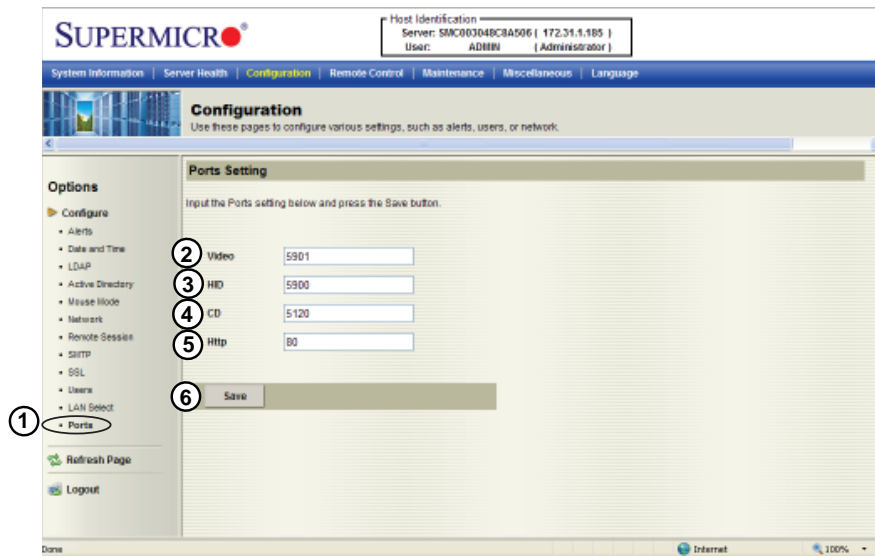 SUPERMICRO®
Host Identification
Server: SMC003048C8A506 ( 172.31.1.185 )
User: ADMIN ( Administrator )
System Information | Server Health | Configuration | Remote Control | Maintenance | Miscellaneous | Language
Configuration
Use these pages to configure various settings, such as alerts, users, or network.
Options
Configure
• Alerts
• Date and Time
• LDAP
• Active Directory
• Mouse Mode
• Network
• Remote Session
• SMTP
• SSL
• Users
• LAN Select
1 • Ports
Refresh Page
Logout
Ports Setting
Input the Ports setting below and press the Save button.
2 Video 5901
3 HID 5900
4 CD 5120
5 Http 80
6 Save
Done
Internet
100%